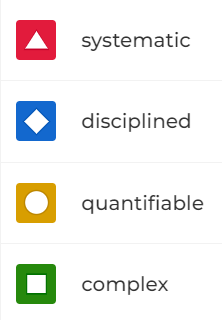 systematic
disciplined
quantifiable
complex